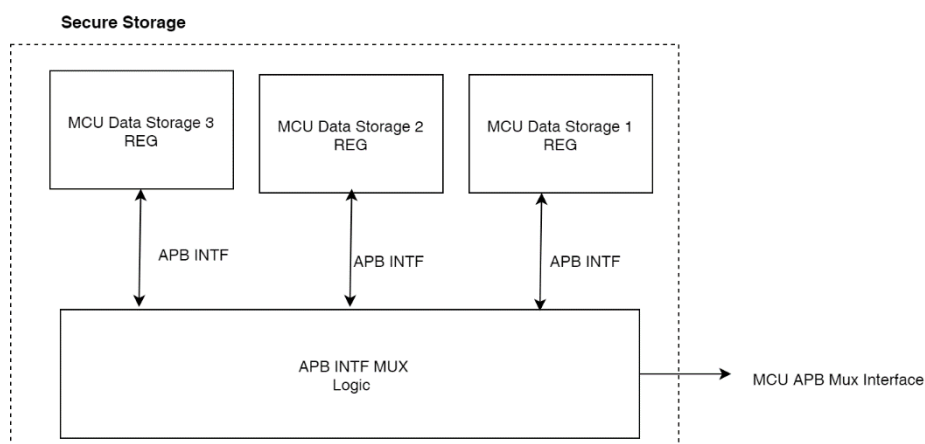 Secure Storage
MCU Data Storage 3
REG
MCU Data Storage 2
REG
MCU Data Storage 1
REG
APB INTF
APB INTF
APB INTF
APB INTF MUX
Logic
MCU APB Mux Interface